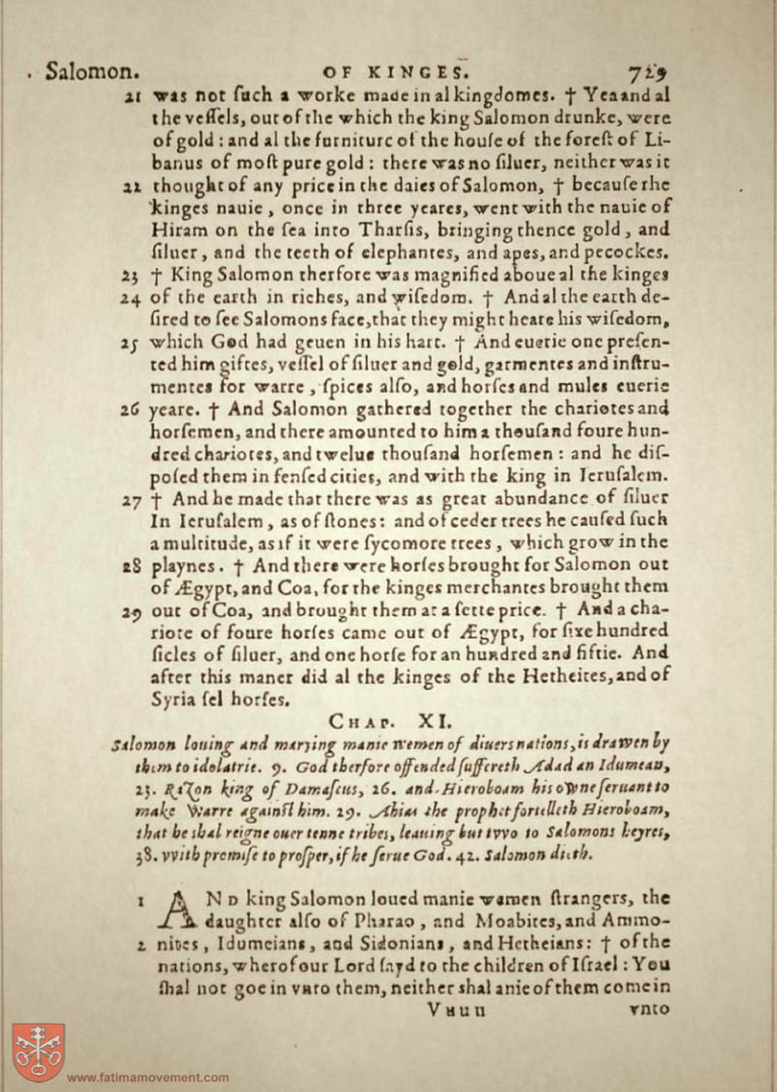 Salomon. OF KINGES. 729
21 was not ſuch a worke made in al kingdomes. † Yea and al
the veſſels, out of the which the king Salomon drunke, were
of gold : and al the furniture of the houſe of the foreſt of Li-
banus of moſt pure gold : there was no ſiluer, neither was it
22 thought of any price in the daies of Salomon, † becauſe the
kinges nauie, once in three yeares, went with the nauie of
Hiram on the ſea into Tharſis, bringing thence gold, and
ſiluer, and the teeth of elephantes, and apes, and pecockes.
23 † King Salomon therfore was magnified aboue al the kinges
24 of the earth in riches, and wiſedom. † And al the earth de-
ſired to ſee Salomons face, that they might heare his wiſedom,
25 which God had geuen in his hart. † And euerie one preſen-
ted him giftes, veſſel of ſiluer and gold, garmentes and inſtru-
mentes for warre, ſpices alſo, and horſes and mules euerie
26 yeare. † And Salomon gathered together the chariotes and
horſemen, and there amounted to him a thouſand foure hun-
dred chariotes, and twelue thouſand horſemen : and he diſ-
poſed them in fenſed cities, and with the king in Ieruſalem.
27 † And he made that there was as great abundance of ſiluer
In Ieruſalem, as of ſtones : and of ceder trees he cauſed ſuch
a multitude, as if it were ſycomore trees, which grow in the
28 playnes. † And there were horſes brought for Salomon out
of Ægypt, and Coa, for the kinges merchantes brought them
29 out of Coa, and brought them at a ſette price. † And a cha-
riote of foure horſes came out of Ægypt, for ſixe hundred
ſicles of ſiluer, and one horſe for an hundred and fiftie. And
after this maner did al the kinges of the Hetheites, and of
Syria ſel horſes.
CHAP. XI.
Salomon louing and marying manie wemen of diuers nations, is drawen by
them to idolatrie. 9. God therfore offended ſuffereth Adad an Idumean,
23. Razon king of Damaſcus, 26. and Hieroboam his owne ſeruant to
make Warre againſt him. 29. Ahias the prophet fortelleth Hieroboam,
that he shal reigne ouer tenne tribes, leauing but tvvo to Salomons heyres,
38. vvith promiſe to proſper, if he ſerue God. 42. Salomon dieth.
1 AND king Salomon loued manie wemen ſtrangers, the
daughter alſo of Pharao, and Moabites, and Ammo-
2 nites, Idumeians, and Sidonians, and Hetheians : † of the
nations, wherof our Lord ſayd to the children of Iſrael : You
ſhal not goe in vnto them, neither ſhal anie of them come in
Vuuu vnto
www.fatimamovement.com